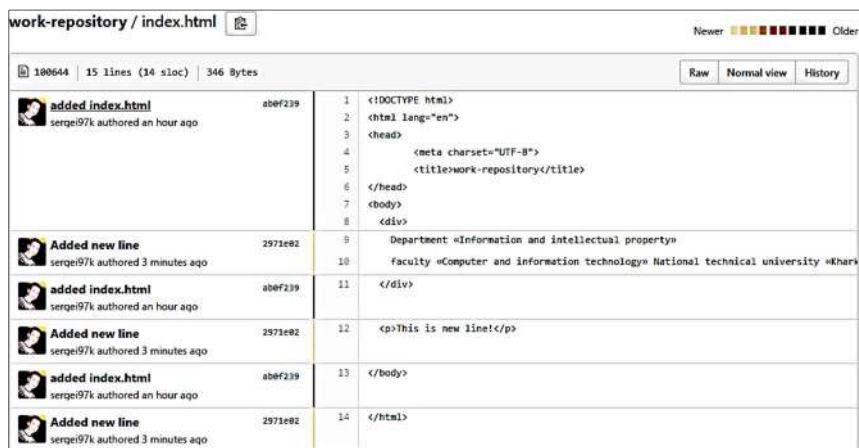 work-repository / index.html
Newer Older
100644 15 lines (14 sloc) 346 Bytes
Raw Normal view History
added index.html ab0f239
sergei97k authored an hour ago
1 <!DOCTYPE html>
2 <html lang="en">
3 <head>
4 <meta charset="UTF-8">
5 <title>work-repository</title>
6 </head>
7 <body>
8 <div>
Added new line 2971e02
sergei97k authored 3 minutes ago
9 Department «Information and intellectual property»
10 faculty «Computer and information technology» National technical university «Khark
added index.html ab0f239
sergei97k authored an hour ago
11 </div>
Added new line 2971e02
sergei97k authored 3 minutes ago
12 <p>This is new line!</p>
added index.html ab0f239
sergei97k authored an hour ago
13 </body>
Added new line 2971e02
sergei97k authored 3 minutes ago
14 </html>